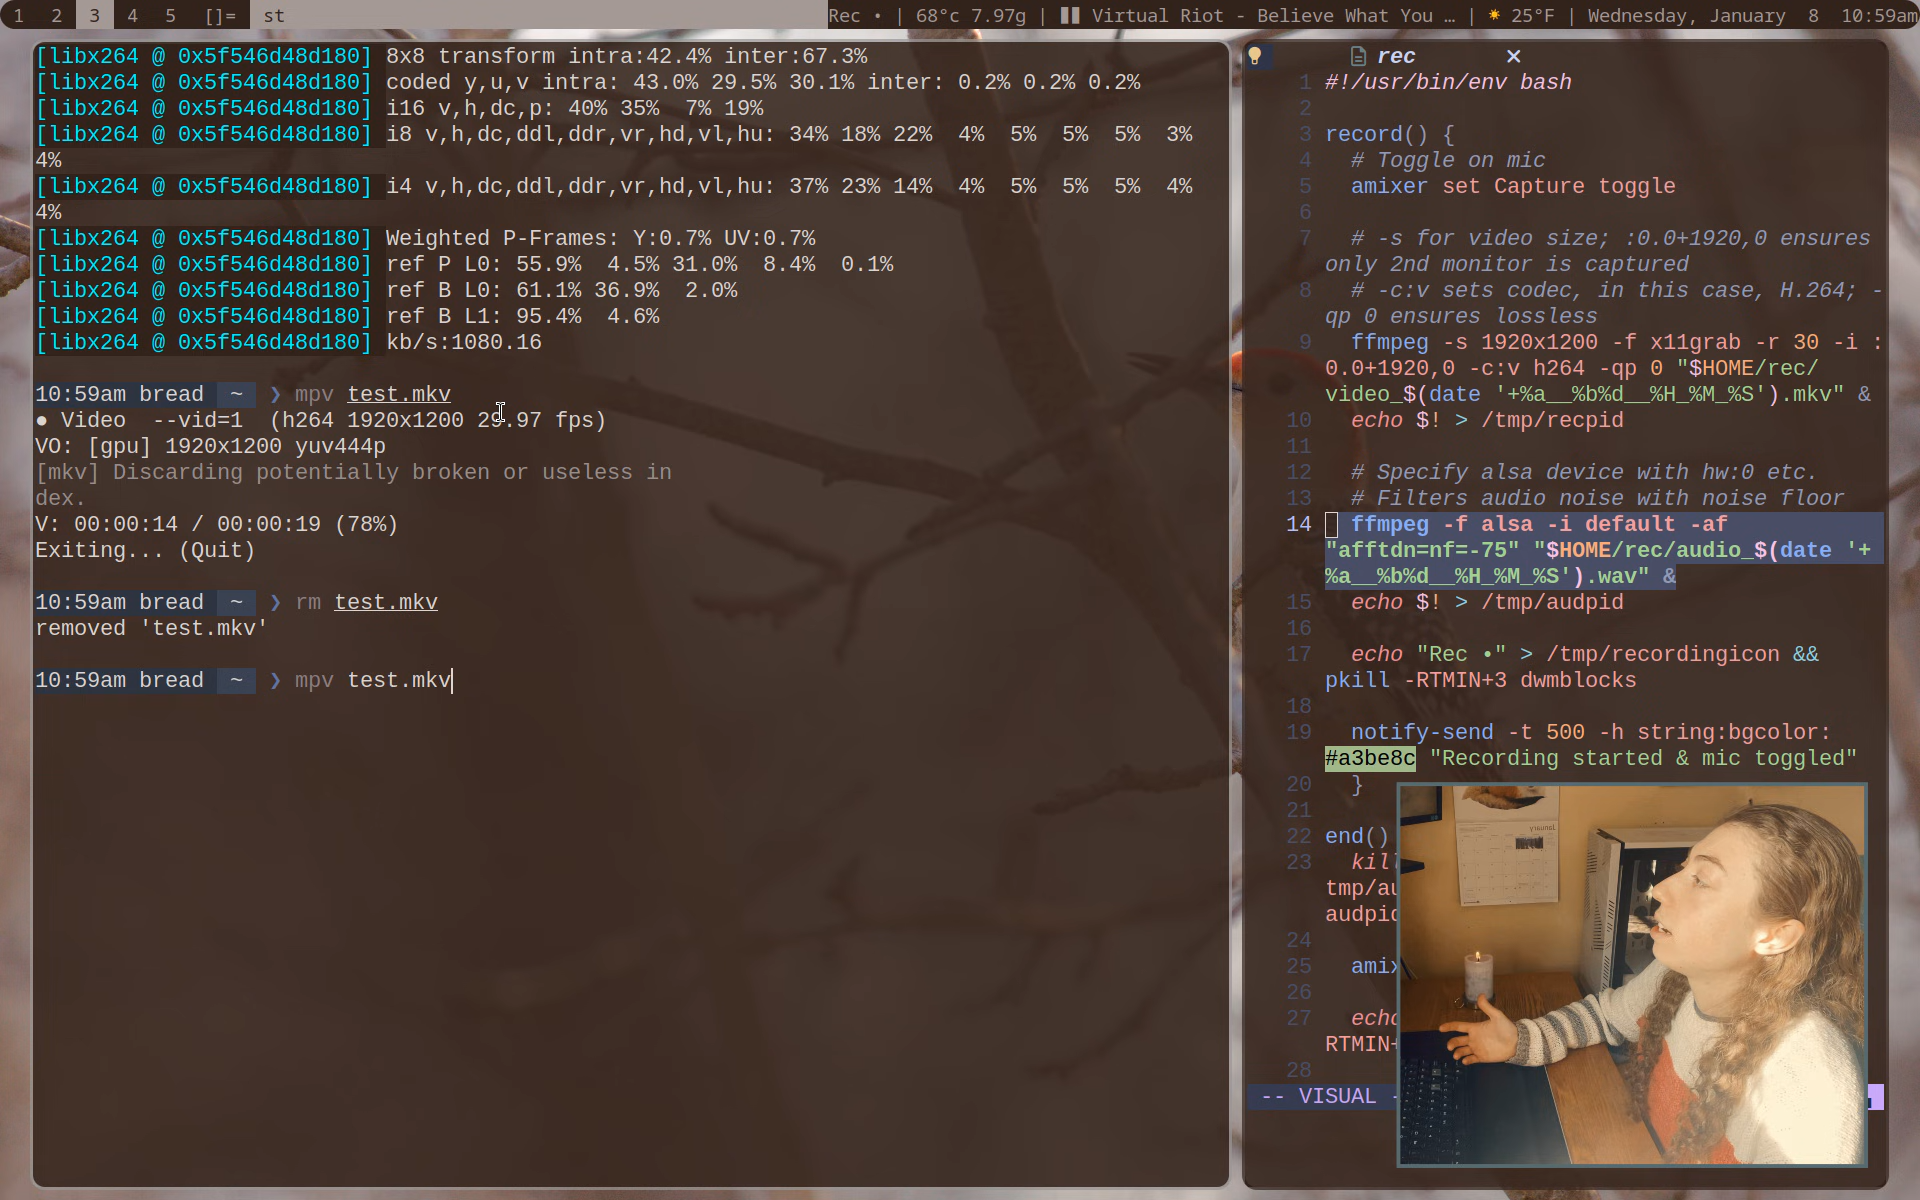 1 2 3 4 5 []= st Rec • | 68°c 7.97g | ▮▮ Virtual Riot - Believe What You … | ☀ 25°F | Wednesday, January 8 10:59am
[libx264 @ 0x5f546d48d180] 8x8 transform intra:42.4% inter:67.3%
[libx264 @ 0x5f546d48d180] coded y,u,v intra: 43.0% 29.5% 30.1% inter: 0.2% 0.2% 0.2%
[libx264 @ 0x5f546d48d180] i16 v,h,dc,p: 40% 35%  7% 19%
[libx264 @ 0x5f546d48d180] i8 v,h,dc,ddl,ddr,vr,hd,vl,hu: 34% 18% 22%  4%  5%  5%  5%  3%
4%
[libx264 @ 0x5f546d48d180] i4 v,h,dc,ddl,ddr,vr,hd,vl,hu: 37% 23% 14%  4%  5%  5%  5%  4%
4%
[libx264 @ 0x5f546d48d180] Weighted P-Frames: Y:0.7% UV:0.7%
[libx264 @ 0x5f546d48d180] ref P L0: 55.9%  4.5% 31.0%  8.4%  0.1%
[libx264 @ 0x5f546d48d180] ref B L0: 61.1% 36.9%  2.0%
[libx264 @ 0x5f546d48d180] ref B L1: 95.4%  4.6%
[libx264 @ 0x5f546d48d180] kb/s:1080.16
10:59am bread ~ ❯ mpv test.mkv
● Video  --vid=1  (h264 1920x1200 29.97 fps)
VO: [gpu] 1920x1200 yuv444p
[mkv] Discarding potentially broken or useless in
dex.
V: 00:00:14 / 00:00:19 (78%)
Exiting... (Quit)
10:59am bread ~ ❯ rm test.mkv
removed 'test.mkv'
10:59am bread ~ ❯ mpv test.mkv
rec ✕
1 #!/usr/bin/env bash
2
3 record() {
4   # Toggle on mic
5   amixer set Capture toggle
6
7   # -s for video size; :0.0+1920,0 ensures
only 2nd monitor is captured
8   # -c:v sets codec, in this case, H.264; -
qp 0 ensures lossless
9   ffmpeg -s 1920x1200 -f x11grab -r 30 -i :
0.0+1920,0 -c:v h264 -qp 0 "$HOME/rec/
video_$(date '+%a__%b%d__%H_%M_%S').mkv" &
10   echo $! > /tmp/recpid
11
12   # Specify alsa device with hw:0 etc.
13   # Filters audio noise with noise floor
14   ffmpeg -f alsa -i default -af
"afftdn=nf=-75" "$HOME/rec/audio_$(date '+
%a__%b%d__%H_%M_%S').wav" &
15   echo $! > /tmp/audpid
16
17   echo "Rec •" > /tmp/recordingicon &&
pkill -RTMIN+3 dwmblocks
18
19   notify-send -t 500 -h string:bgcolor:
#a3be8c "Recording started & mic toggled"
20   }
21
22 end()
23   kil
tmp/au
audpid
24
25   amix
26
27   echo
RTMIN+
28
-- VISUAL -